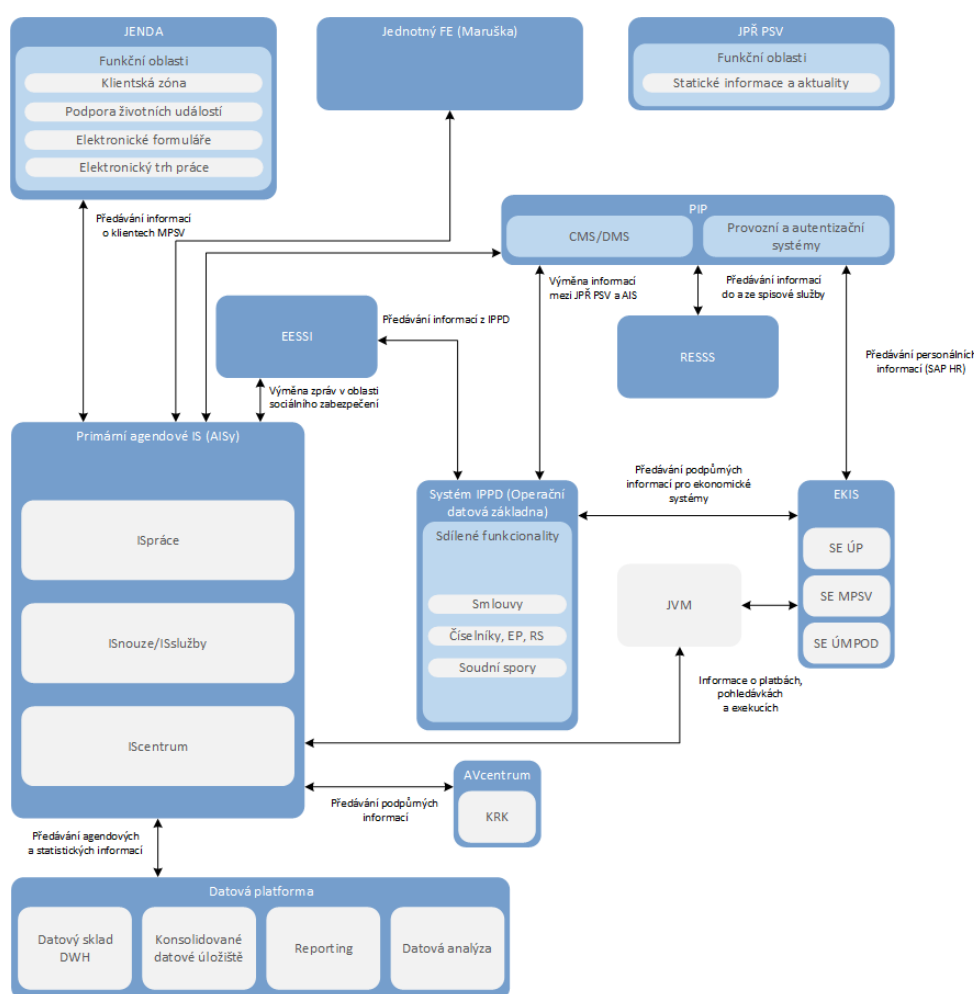 JENDA
Funkční oblasti
Klientská zóna
Podpora životních událostí
Elektronické formuláře
Elektronický trh práce
Jednotný FE (Maruška)
JPŘ PSV
Funkční oblasti
Statické informace a aktuality
Předávání informací
o klientech MPSV
PIP
CMS/DMS
Provozní a autentizační
systémy
Výměna informací
mezi JPŘ PSV a AIS
Předávání informací
do a ze spisové služby
EESSI
Předávání informací z IPPD
RESSS
Předávání personálních
informací (SAP HR)
Výměna zpráv v oblasti
sociálního zabezpečení
Primární agendové IS (AISy)
ISpráce
ISnouze/ISslužby
IScentrum
Systém IPPD (Operační
datová základna)
Sdílené funkcionality
Smlouvy
Číselníky, EP, RS
Soudní spory
Předávání podpůrných
informací pro ekonomické
systémy
EKIS
SE ÚP
SE MPSV
SE ÚMPOD
JVM
Informace o platbách,
pohledávkách
a exekucích
AVcentrum
KRK
Předávání podpůrných
informací
Předávání agendových
a statistických informací
Datová platforma
Datový sklad
DWH
Konsolidované
datové úložiště
Reporting
Datová analýza